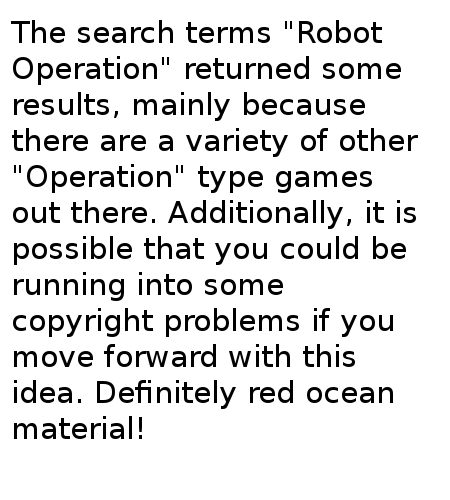 The search terms "Robot
Operation" returned some
results, mainly because
there are a variety of other
"Operation" type games
out there. Additionally, it is
possible that you could be
running into some
copyright problems if you
move forward with this
idea. Definitely red ocean
material!